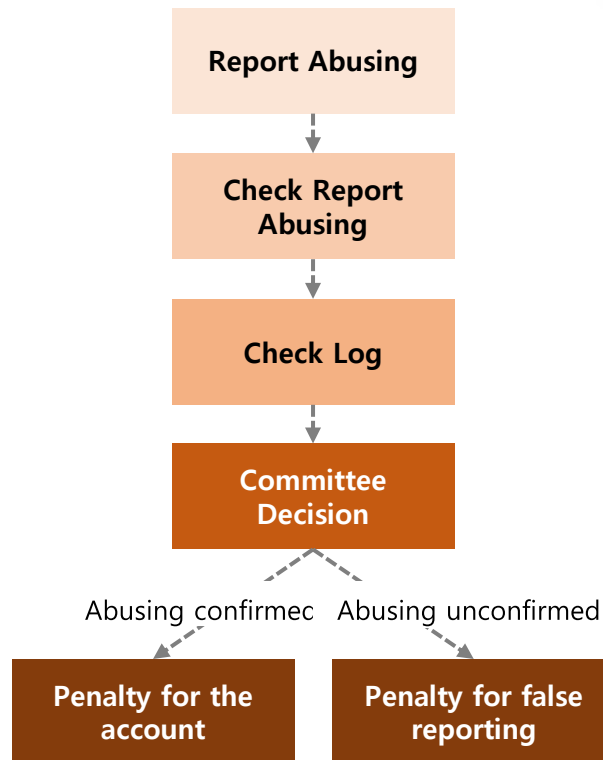 Report Abusing
Check Report
Abusing
Check Log
Committee
Decision
Abusing confirmed
Abusing unconfirmed
Penalty for the
account
Penalty for false
reporting